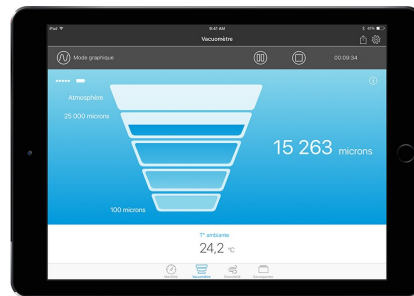 iPad
9:41 AM
Vacuomètre
Mode graphique
00:09:34
Atmosphère
25 000 microns
15 263 microns
100 microns
T° ambiante
24,2 °C
Vacuomètre